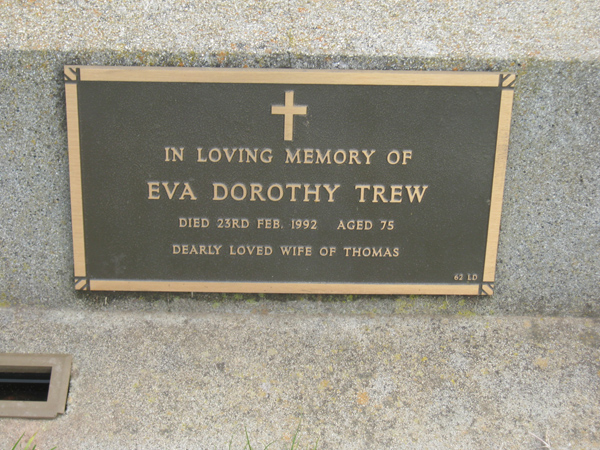 IN LOVING MEMORY OF
EVA DOROTHY TREW
DIED 23RD FEB. 1992 AGED 75
DEARLY LOVED WIFE OF THOMAS
62 LD